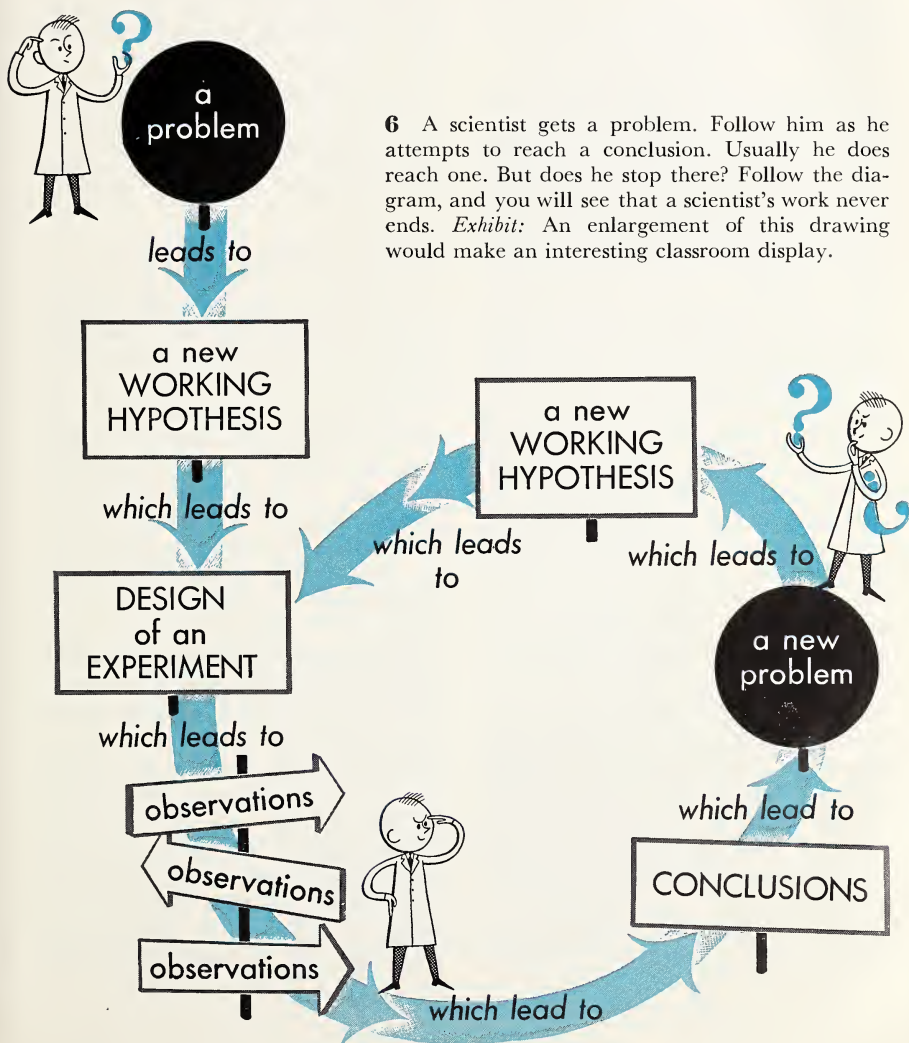 ?
a
problem
6 A scientist gets a problem. Follow him as he
attempts to reach a conclusion. Usually he does
reach one. But does he stop there? Follow the dia-
gram, and you will see that a scientist's work never
ends. Exhibit: An enlargement of this drawing
would make an interesting classroom display.
leads to
a new
WORKING
HYPOTHESIS
which leads to
DESIGN
of an
EXPERIMENT
which leads to
observations
observations
observations
which lead to
CONCLUSIONS
which lead to
a new
problem
?
?
which leads to
a new
WORKING
HYPOTHESIS
which leads
to